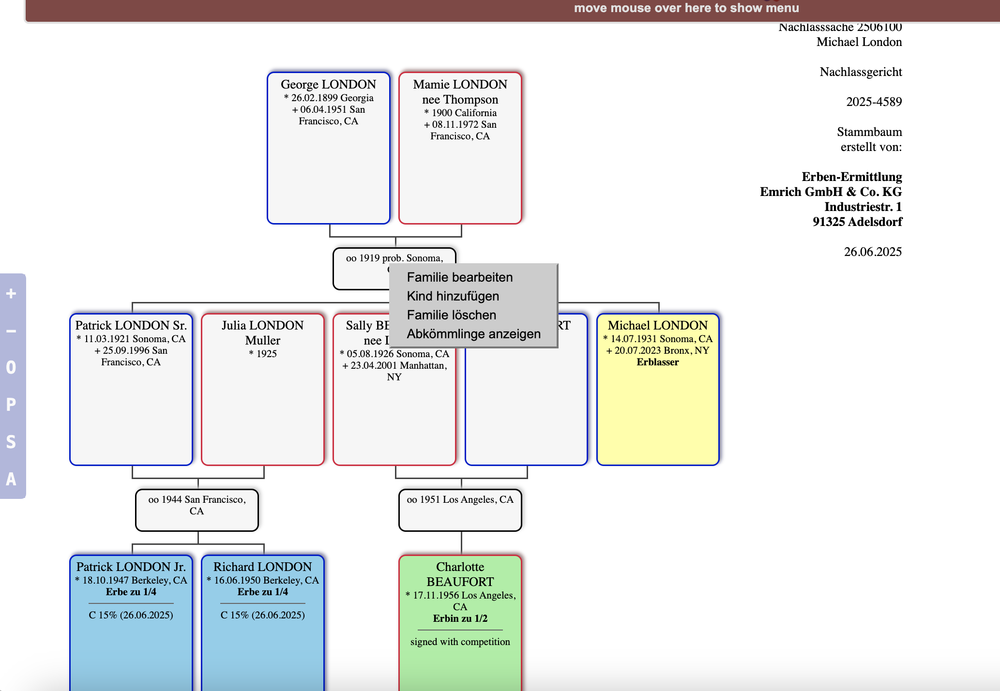 move mouse over here to show menu
Nachlasssache 2506100
Michael London
Nachlassgericht
2025-4589
Stammbaum
erstellt von:
Erben-Ermittlung
Emrich GmbH & Co. KG
Industriestr. 1
91325 Adelsdorf
26.06.2025
George LONDON
* 26.02.1899 Georgia
+ 06.04.1951 San
Francisco, CA
Mamie LONDON
nee Thompson
* 1900 California
+ 08.11.1972 San
Francisco, CA
oo 1919 prob. Sonoma,
Familie bearbeiten
Kind hinzufügen
Familie löschen
Abkömmlinge anzeigen
+
−
O
P
S
A
Patrick LONDON Sr.
* 11.03.1921 Sonoma, CA
+ 25.09.1996 San
Francisco, CA
Julia LONDON
Muller
* 1925
Sally
nee
* 05.08.1926 Sonoma, CA
+ 23.04.2001 Manhattan,
NY
Michael LONDON
* 14.07.1931 Sonoma, CA
+ 20.07.2023 Bronx, NY
Erblasser
oo 1944 San Francisco,
CA
oo 1951 Los Angeles, CA
Patrick LONDON Jr.
* 18.10.1947 Berkeley, CA
Erbe zu 1/4
C 15% (26.06.2025)
Richard LONDON
* 16.06.1950 Berkeley, CA
Erbe zu 1/4
C 15% (26.06.2025)
Charlotte
BEAUFORT
* 17.11.1956 Los Angeles,
CA
Erbin zu 1/2
signed with competition